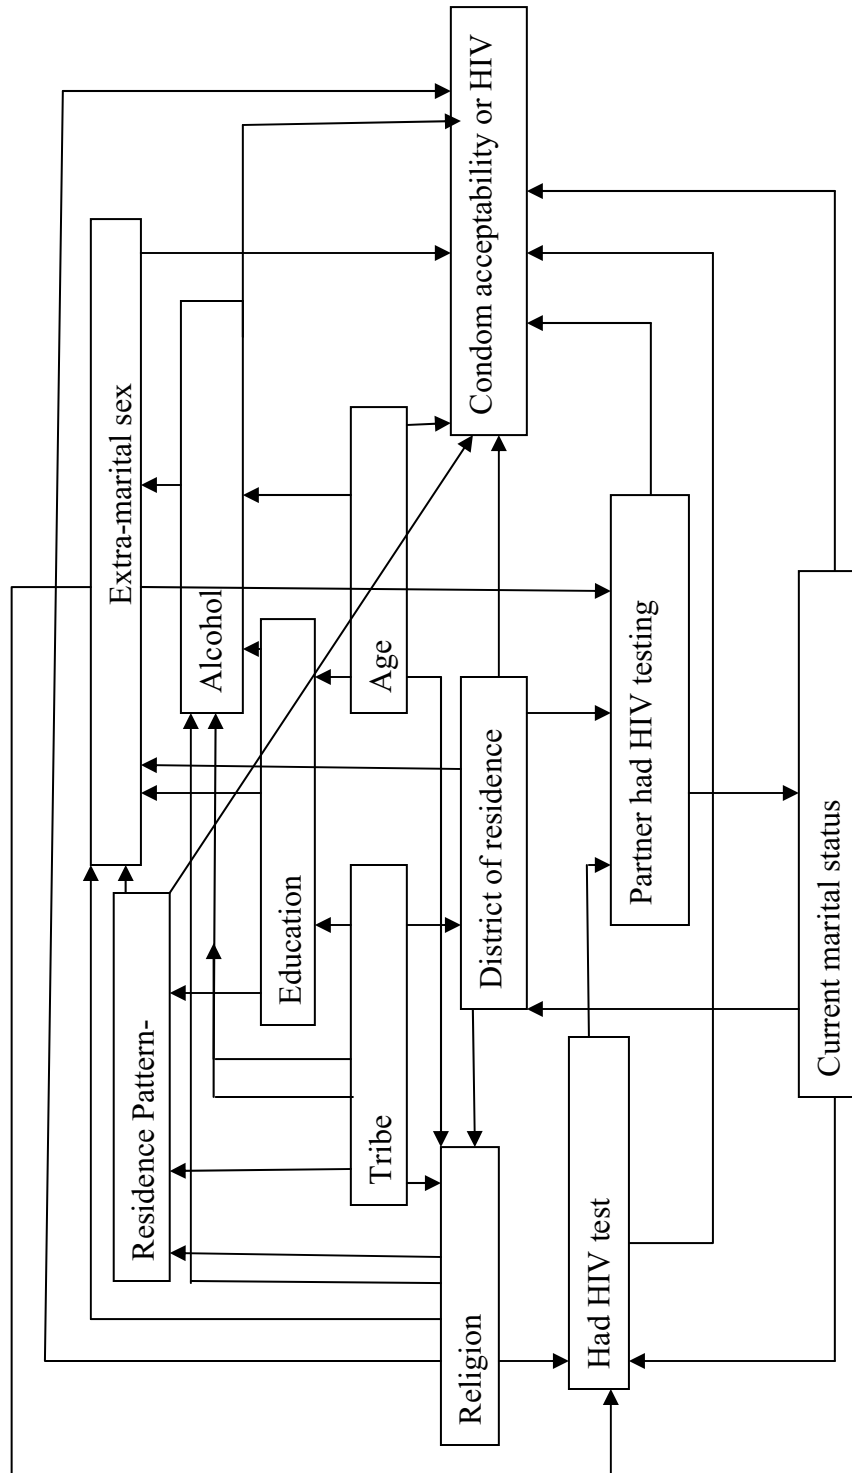 Residence Pattern-
Extra-marital sex
Alcohol
Education
Tribe
Age
Religion
District of residence
Condom acceptability or HIV
Had HIV test
Partner had HIV testing
Current marital status